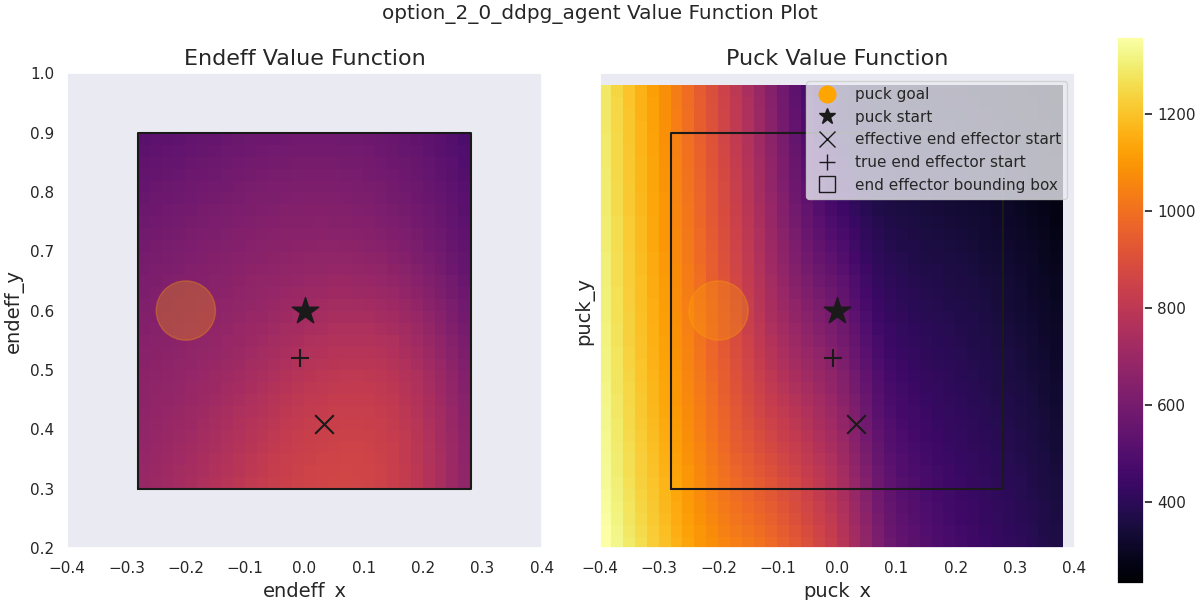 option_2_0_ddpg_agent Value Function Plot
Endeff Value Function
Puck Value Function
1.0
0.9
0.8
0.7
0.6
0.5
0.4
0.3
0.2
endeff_y
−0.4 −0.3 −0.2 −0.1 0.0 0.1 0.2 0.3 0.4
endeff_x
puck goal
puck start
effective end effector start
true end effector start
end effector bounding box
puck_y
−0.4 −0.3 −0.2 −0.1 0.0 0.1 0.2 0.3 0.4
puck_x
1200
1000
800
600
400